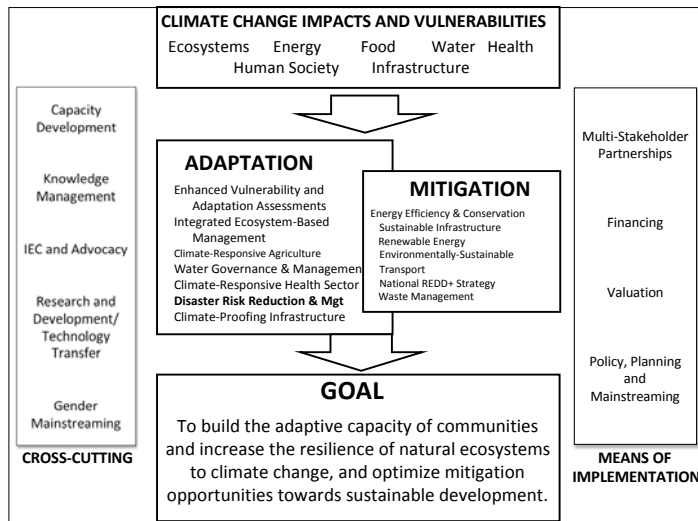 CLIMATE CHANGE IMPACTS AND VULNERABILITIES
Ecosystems Energy Food Water Health
Human Society Infrastructure
Capacity
Development
Knowledge
Management
IEC and Advocacy
Research and
Development/
Technology
Transfer
Gender
Mainstreaming
CROSS-CUTTING
ADAPTATION
Enhanced Vulnerability and
Adaptation Assessments
Integrated Ecosystem-Based
Management
Climate-Responsive Agriculture
Water Governance & Managemen
Climate-Responsive Health Sector
Disaster Risk Reduction & Mgt
Climate-Proofing Infrastructure
MITIGATION
Energy Efficiency & Conservation
Sustainable Infrastructure
Renewable Energy
Environmentally-Sustainable
Transport
National REDD+ Strategy
Waste Management
GOAL
To build the adaptive capacity of communities
and increase the resilience of natural ecosystems
to climate change, and optimize mitigation
opportunities towards sustainable development.
Multi-Stakeholder
Partnerships
Financing
Valuation
Policy, Planning
and
Mainstreaming
MEANS OF
IMPLEMENTATION